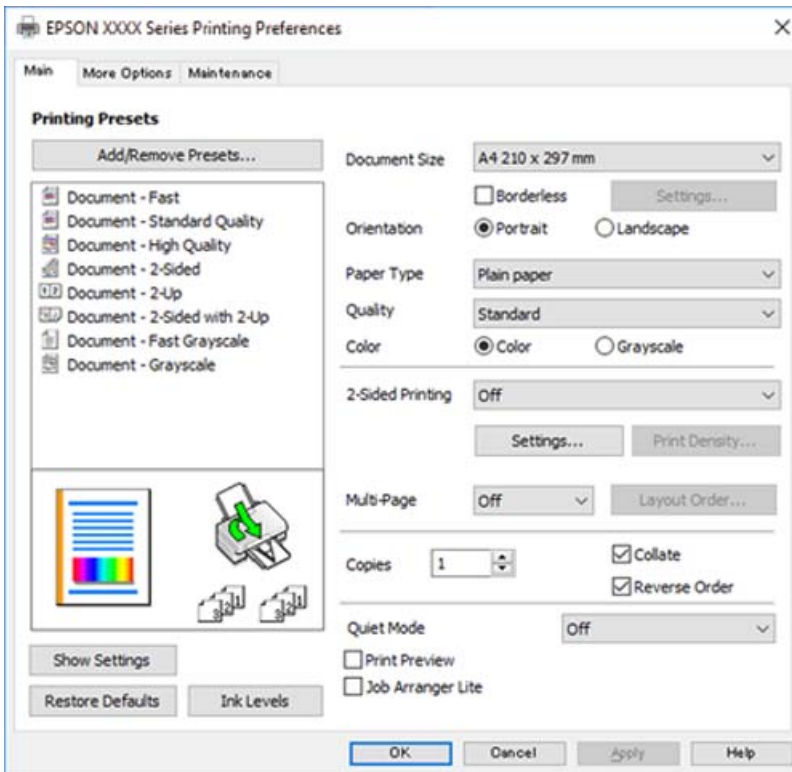 EPSON XXXX Series Printing Preferences
Main
More Options
Maintenance
Printing Presets
Add/Remove Presets...
Document - Fast
Document - Standard Quality
Document - High Quality
Document - 2-Sided
Document - 2-Up
Document - 2-Sided with 2-Up
Document - Fast Grayscale
Document - Grayscale
Show Settings
Restore Defaults
Ink Levels
Document Size
A4 210 x 297 mm
Borderless
Settings...
Orientation
Portrait
Landscape
Paper Type
Plain paper
Quality
Standard
Color
Color
Grayscale
2-Sided Printing
Off
Settings...
Print Density...
Multi-Page
Off
Layout Order...
Copies
1
Collate
Reverse Order
Quiet Mode
Off
Print Preview
Job Arranger Lite
OK
Cancel
Apply
Help